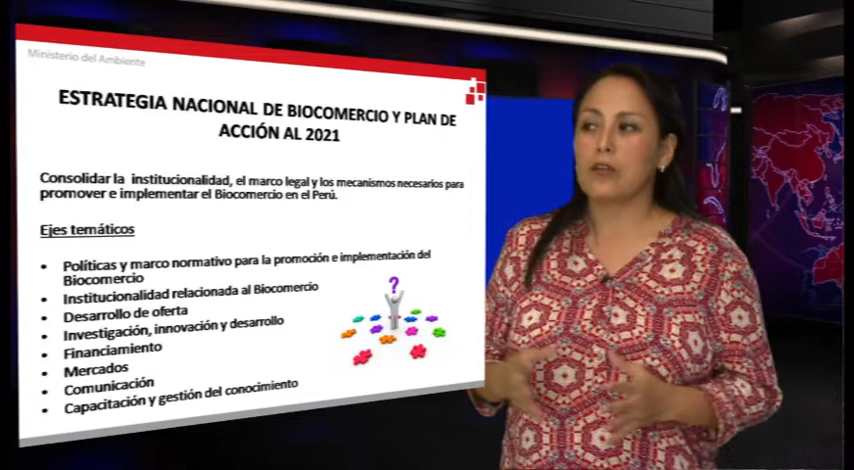 Ministerio del Ambiente
ESTRATEGIA NACIONAL DE BIOCOMERCIO Y PLAN DE
ACCIÓN AL 2021
Consolidar la institucionalidad, el marco legal y los mecanismos necesarios para
promover e implementar el Biocomercio en el Perú.
Ejes temáticos
• Políticas y marco normativo para la promoción e implementación del
Biocomercio
• Institucionalidad relacionada al Biocomercio
• Desarrollo de oferta
• Investigación, innovación y desarrollo
• Financiamiento
• Mercados
• Comunicación
• Capacitación y gestión del conocimiento
?